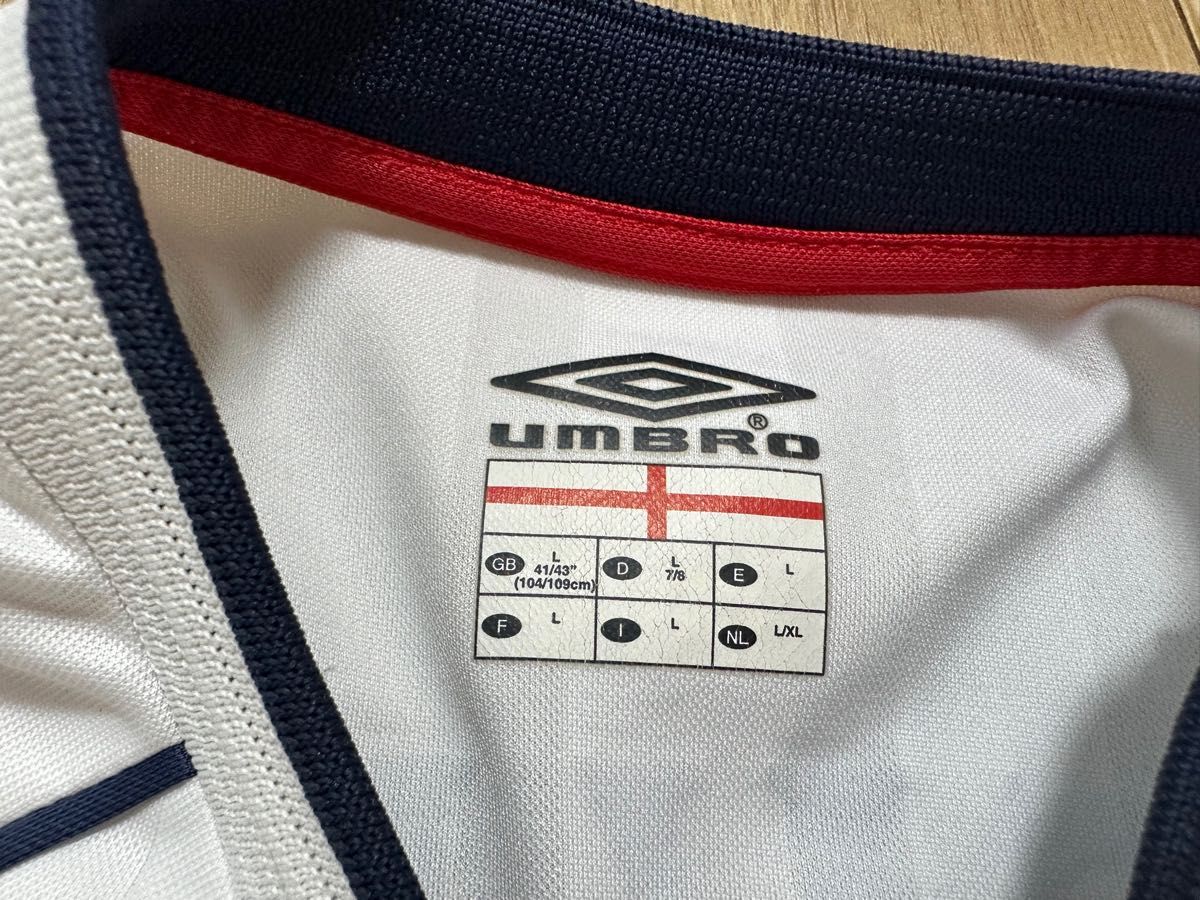 UMBRO®
GB L
41/43"
(104/109cm)
D L
7/8
E L
F L
I L
NL L/XL